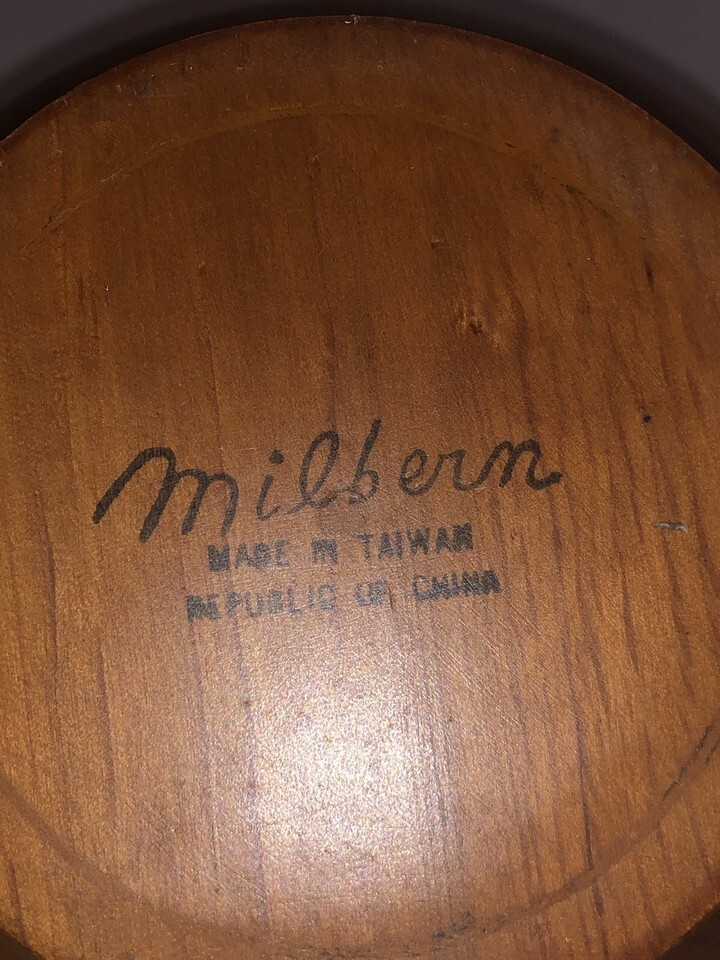 milbern
MADE IN TAIWAN
REPUBLIC OF CHINA